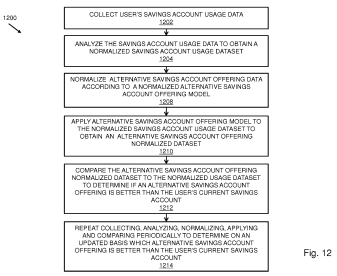 1200
COLLECT USER'S SAVINGS ACCOUNT USAGE DATA
1202
ANALYZE THE SAVINGS ACCOUNT USAGE DATA TO OBTAIN A
NORMALIZED SAVINGS ACCOUNT USAGE DATASET
1204
NORMALIZE ALTERNATIVE SAVINGS ACCOUNT OFFERING DATA
ACCORDING TO A NORMALIZED ALTERNATIVE SAVINGS
ACCOUNT OFFERING MODEL
1208
APPLY ALTERNATIVE SAVINGS ACCOUNT OFFERING MODEL TO
THE NORMALIZED SAVINGS ACCOUNT USAGE DATASET TO
OBTAIN AN ALTERNATIVE SAVINGS ACCOUNT OFFERING
NORMALIZED DATASET
1210
COMPARE THE ALTERNATIVE SAVINGS ACCOUNT OFFERING
NORMALIZED DATASET TO THE NORMALIZED USAGE DATASET
TO DETERMINE IF AN ALTERNATIVE SAVINGS ACCOUNT
OFFERING IS BETTER THAN THE USER'S CURRENT SAVINGS
ACCOUNT
1212
REPEAT COLLECTING, ANALYZING, NORMALIZING, APPLYING
AND COMPARING PERIODICALLY TO DETERMINE ON AN
UPDATED BASIS WHICH ALTERNATIVE SAVINGS ACCOUNT
OFFERING IS BETTER THAN THE USER'S CURRENT SAVINGS
ACCOUNT
1214
Fig. 12